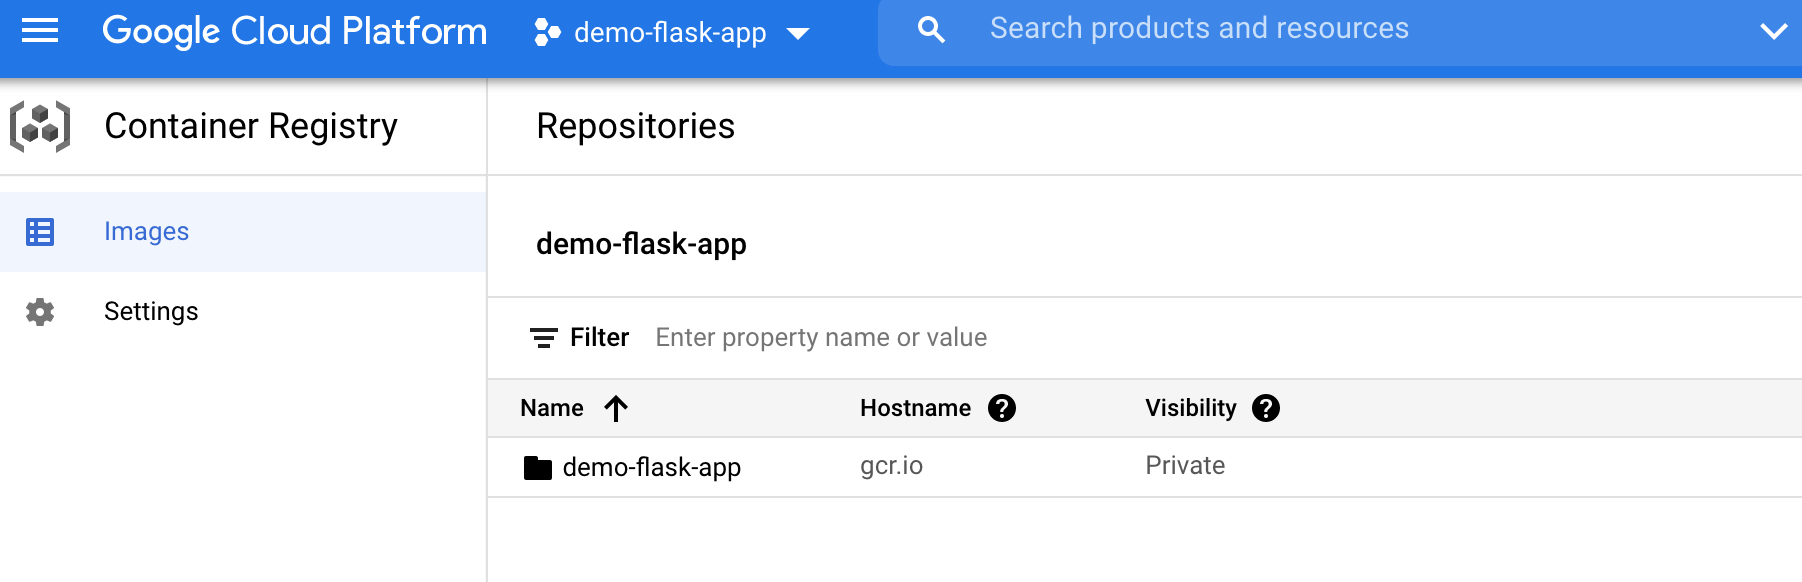 Google Cloud Platform
demo-flask-app
Search products and resources
Container Registry
Images
Settings
Repositories
demo-flask-app
Filter Enter property name or value
Name Hostname Visibility
demo-flask-app gcr.io Private